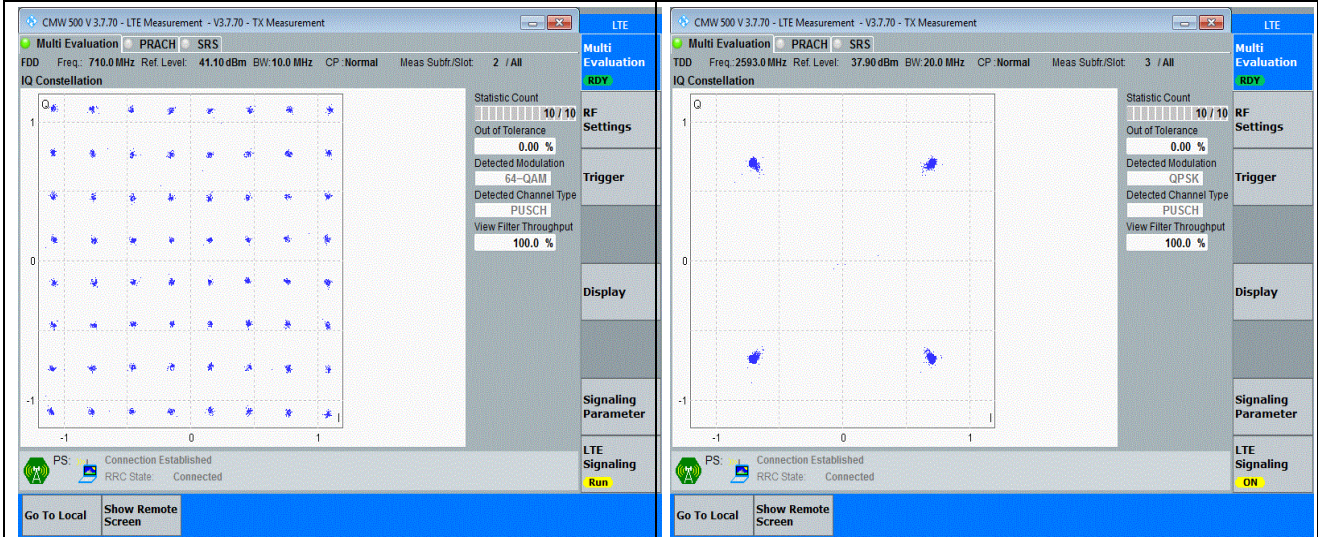 CMW 500 V 3.7.70 - LTE Measurement - V3.7.70 - TX Measurement
LTE
Multi Evaluation PRACH SRS
Multi Evaluation
RDY
FDD Freq.: 710.0 MHz Ref. Level: 41.10 dBm BW: 10.0 MHz CP : Normal Meas Subfr./Slot: 2 / All
IQ Constellation
Q
1
0
-1
-1 0 1
I
Statistic Count
10 / 10
Out of Tolerance
0.00 %
Detected Modulation
64-QAM
Detected Channel Type
PUSCH
View Filter Throughput
100.0 %
RF Settings
Trigger
Display
Signaling Parameter
LTE Signaling
Run
PS: Connection Established
RRC State: Connected
Go To Local
Show Remote Screen
CMW 500 V 3.7.70 - LTE Measurement - V3.7.70 - TX Measurement
LTE
Multi Evaluation PRACH SRS
Multi Evaluation
RDY
TDD Freq.: 2593.0 MHz Ref. Level: 37.90 dBm BW: 20.0 MHz CP : Normal Meas Subfr./Slot: 3 / All
IQ Constellation
Q
1
0
-1
-1 0 1
I
Statistic Count
10 / 10
Out of Tolerance
0.00 %
Detected Modulation
QPSK
Detected Channel Type
PUSCH
View Filter Throughput
100.0 %
RF Settings
Trigger
Display
Signaling Parameter
LTE Signaling
ON
PS: Connection Established
RRC State: Connected
Go To Local
Show Remote Screen